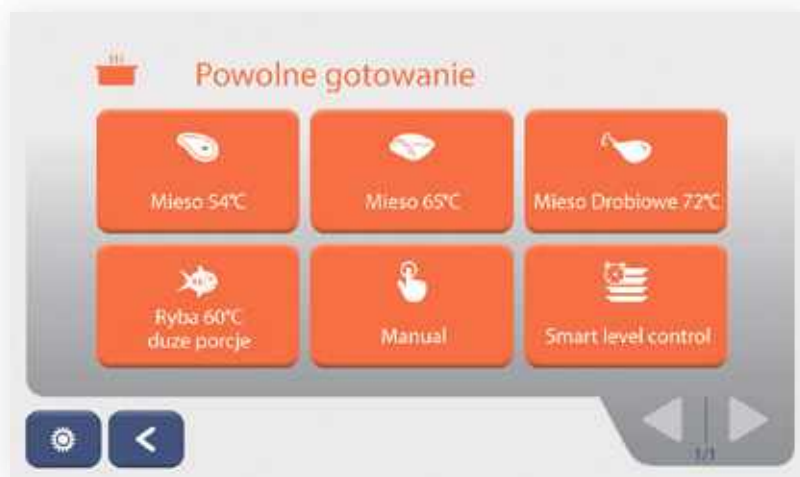 Powolne gotowanie
Mieso 54°C
Mieso 65°C
Mieso Drobiowe 72°C
Ryba 60°C
duze porcje
Manual
Smart level control
1/1